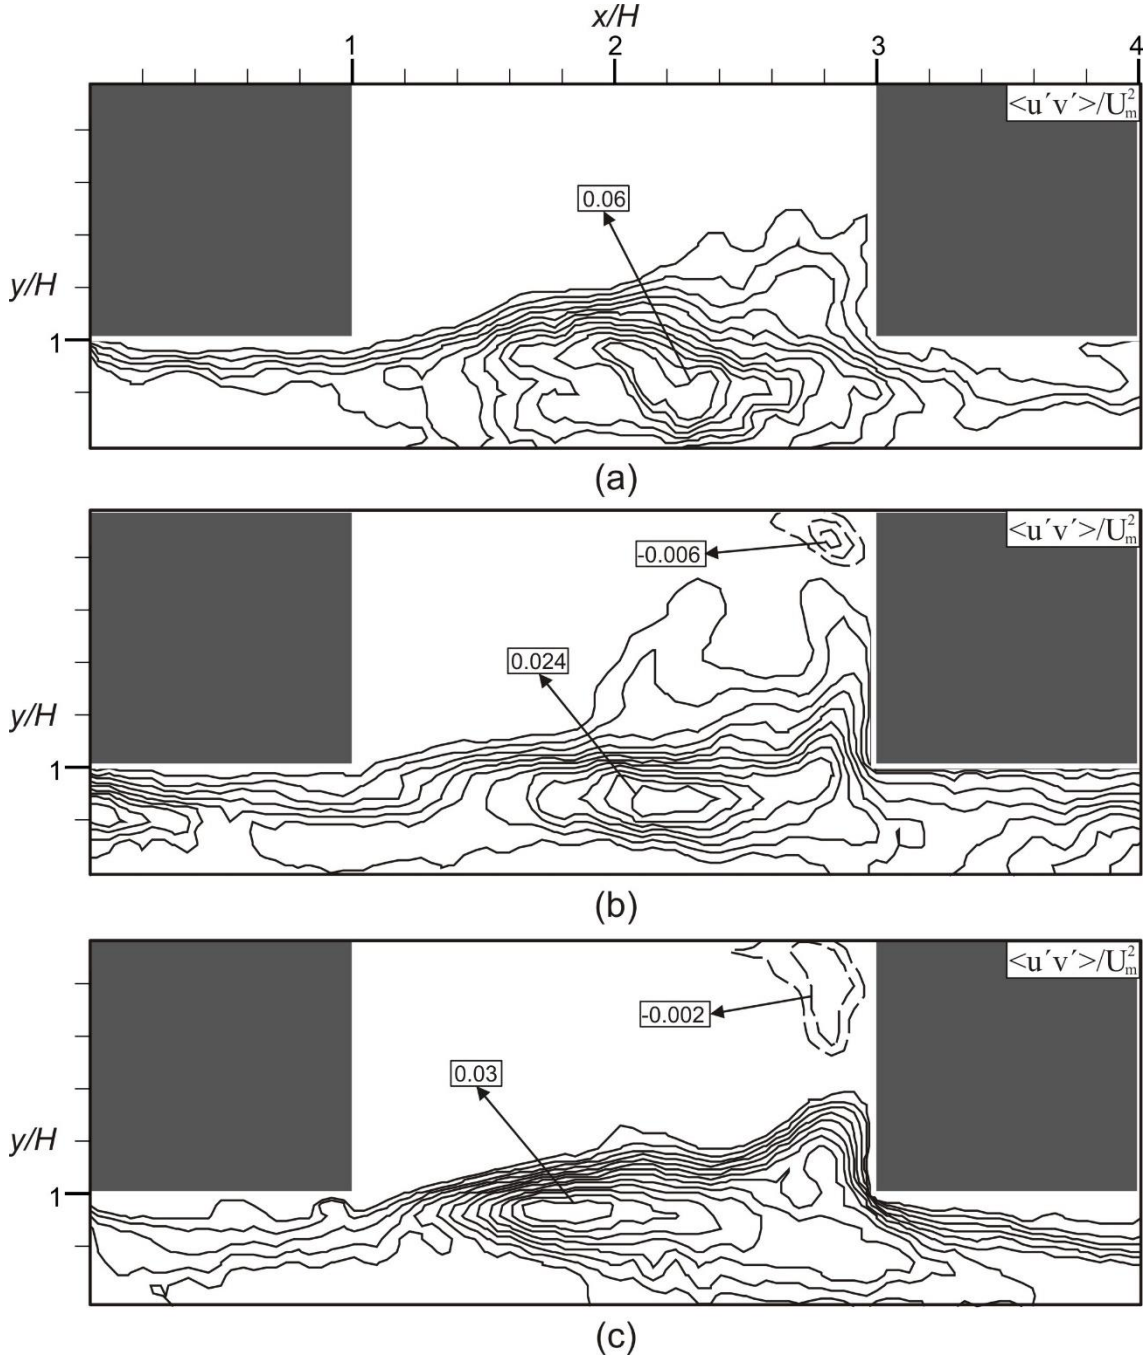 x/H
1 2 3 4
<u´v´>/U²ₘ
0.06
y/H
1
(a)
<u´v´>/U²ₘ
-0.006
0.024
y/H
1
(b)
<u´v´>/U²ₘ
-0.002
0.03
y/H
1
(c)